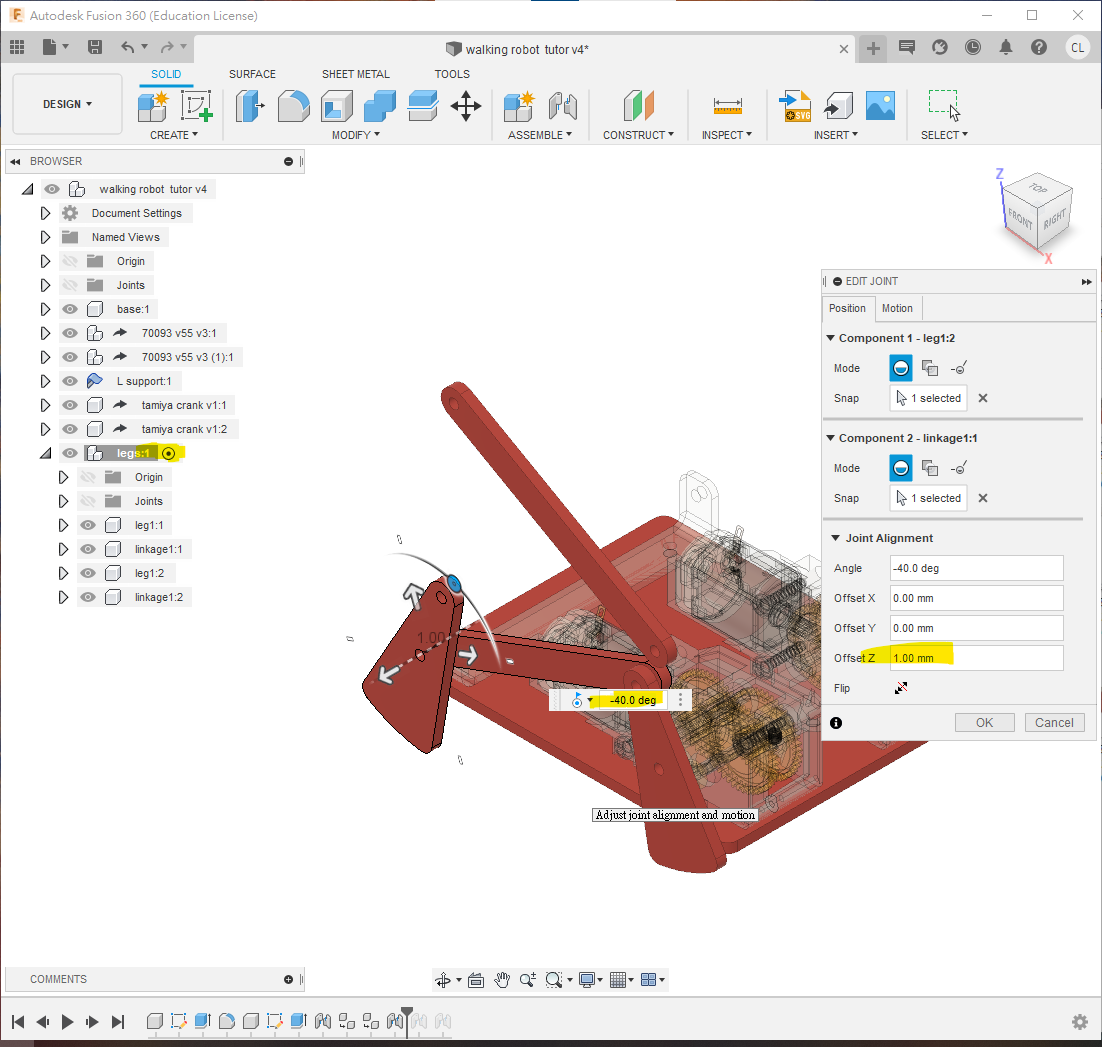 Autodesk Fusion 360 (Education License)
walking robot tutor v4*
CL
DESIGN
SOLID SURFACE SHEET METAL TOOLS
CREATE MODIFY ASSEMBLE CONSTRUCT INSPECT INSERT SELECT
SVG
BROWSER
walking robot tutor v4
Document Settings
Named Views
Origin
Joints
base:1
70093 v55 v3:1
70093 v55 v3 (1):1
L support:1
tamiya crank v1:1
tamiya crank v1:2
legs:1
Origin
Joints
leg1:1
linkage1:1
leg1:2
linkage1:2
Z
TOP
FRONT
RIGHT
X
EDIT JOINT
Position Motion
Component 1 - leg1:2
Mode
Snap 1 selected
Component 2 - linkage1:1
Mode
Snap 1 selected
Joint Alignment
Angle -40.0 deg
Offset X 0.00 mm
Offset Y 0.00 mm
Offset Z 1.00 mm
Flip
OK Cancel
1.00
-40.0 deg
Adjust joint alignment and motion
COMMENTS